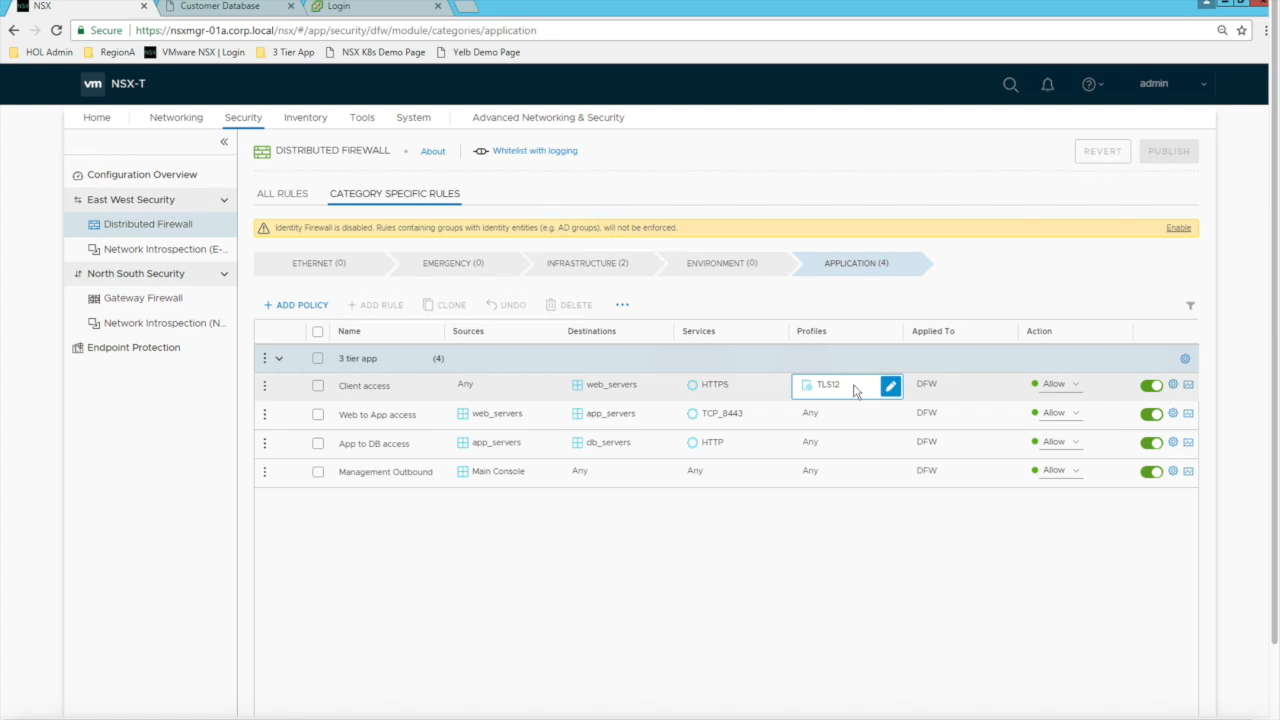 NSX
Customer Database
Login
Secure
https://nsxmgr-01a.corp.local/nsx/#/app/security/dfw/module/categories/application
HOL Admin
RegionA
VMware NSX | Login
3 Tier App
NSX K8s Demo Page
Yelb Demo Page
vm
NSX-T
admin
Home
Networking
Security
Inventory
Tools
System
Advanced Networking & Security
Configuration Overview
East West Security
Distributed Firewall
Network Introspection (E-...
North South Security
Gateway Firewall
Network Introspection (N...
Endpoint Protection
DISTRIBUTED FIREWALL
About
Whitelist with logging
REVERT
PUBLISH
ALL RULES
CATEGORY SPECIFIC RULES
Identity Firewall is disabled. Rules containing groups with identity entities (e.g. AD groups), will not be enforced.
Enable
ETHERNET (0)
EMERGENCY (0)
INFRASTRUCTURE (2)
ENVIRONMENT (0)
APPLICATION (4)
+ ADD POLICY
+ ADD RULE
CLONE
UNDO
DELETE
...
Name Sources Destinations Services Profiles Applied To Action
3 tier app (4)
Client access Any web_servers HTTPS TLS12 DFW Allow
Web to App access web_servers app_servers TCP_8443 Any DFW Allow
App to DB access app_servers db_servers HTTP Any DFW Allow
Management Outbound Main Console Any Any Any DFW Allow